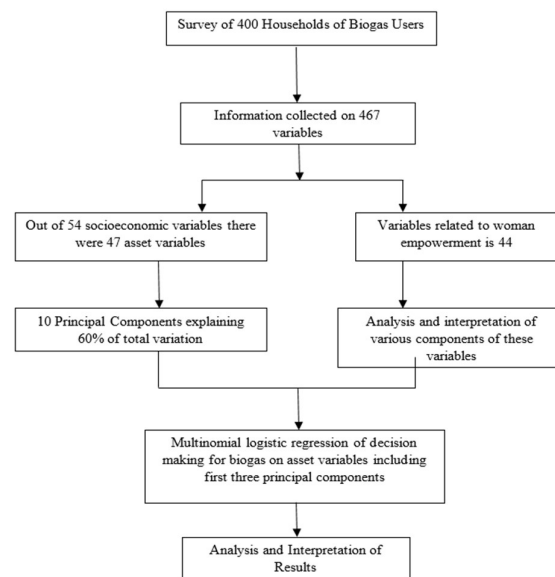 Survey of 400 Households of Biogas Users
Information collected on 467
variables
Out of 54 socioeconomic variables there
were 47 asset variables
Variables related to woman
empowerment is 44
10 Principal Components explaining
60% of total variation
Analysis and interpretation of
various components of these
variables
Multinomial logistic regression of decision
making for biogas on asset variables including
first three principal components
Analysis and Interpretation of
Results